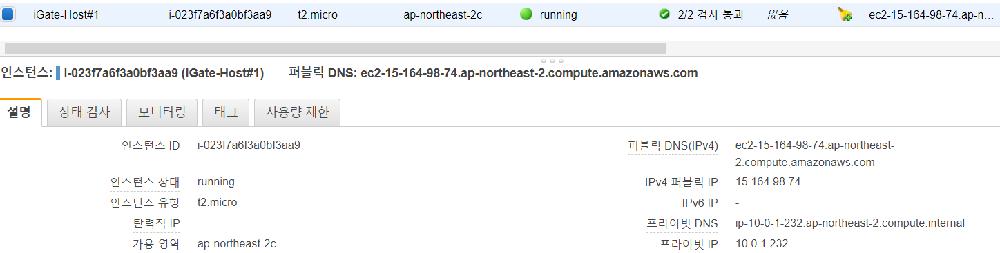 iGate-Host#1 i-023f7a6f3a0bf3aa9 t2.micro ap-northeast-2c running 2/2 검사 통과 없음 ec2-15-164-98-74.ap-n...
인스턴스: i-023f7a6f3a0bf3aa9 (iGate-Host#1) 퍼블릭 DNS: ec2-15-164-98-74.ap-northeast-2.compute.amazonaws.com
설명 상태 검사 모니터링 태그 사용량 제한
인스턴스 ID i-023f7a6f3a0bf3aa9 퍼블릭 DNS(IPv4) ec2-15-164-98-74.ap-northeast-
2.compute.amazonaws.com
인스턴스 상태 running IPv4 퍼블릭 IP 15.164.98.74
인스턴스 유형 t2.micro IPv6 IP -
탄력적 IP 프라이빗 DNS ip-10-0-1-232.ap-northeast-2.compute.internal
가용 영역 ap-northeast-2c 프라이빗 IP 10.0.1.232